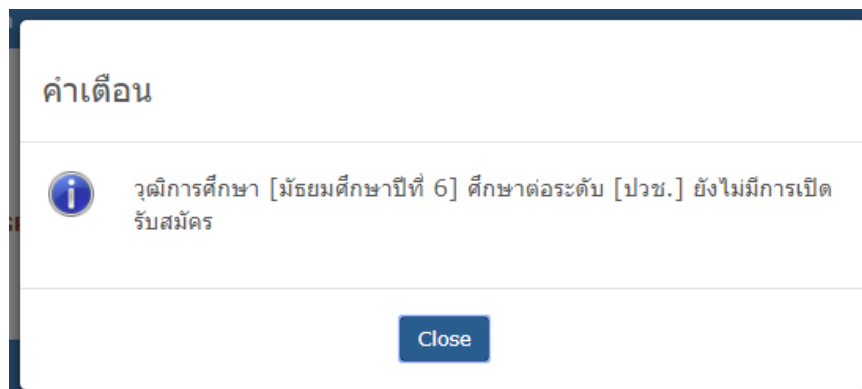 คำเตือน
วุฒิการศึกษา [มัธยมศึกษาปีที่ 6] ศึกษาต่อระดับ [ปวช.] ยังไม่มีการเปิด
รับสมัคร
Close